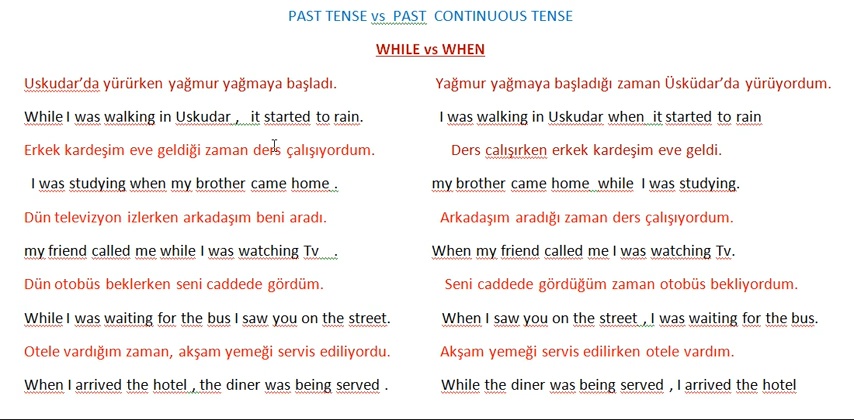 PAST TENSE vs PAST CONTINUOUS TENSE
WHILE vs WHEN
Uskudar’da yürürken yağmur yağmaya başladı. Yağmur yağmaya başladığı zaman Üsküdar’da yürüyordum.
While I was walking in Uskudar , it started to rain. I was walking in Uskudar when it started to rain
Erkek kardeşim eve geldiği zaman ders çalışıyordum. Ders calışırken erkek kardeşim eve geldi.
I was studying when my brother came home . my brother came home while I was studying.
Dün televizyon izlerken arkadaşım beni aradı. Arkadaşım aradığı zaman ders çalışıyordum.
my friend called me while I was watching Tv . When my friend called me I was watching Tv.
Dün otobüs beklerken seni caddede gördüm. Seni caddede gördüğüm zaman otobüs bekliyordum.
While I was waiting for the bus I saw you on the street. When I saw you on the street , I was waiting for the bus.
Otele vardığım zaman, akşam yemeği servis ediliyordu. Akşam yemeği servis edilirken otele vardım.
When I arrived the hotel , the diner was being served . While the diner was being served , I arrived the hotel